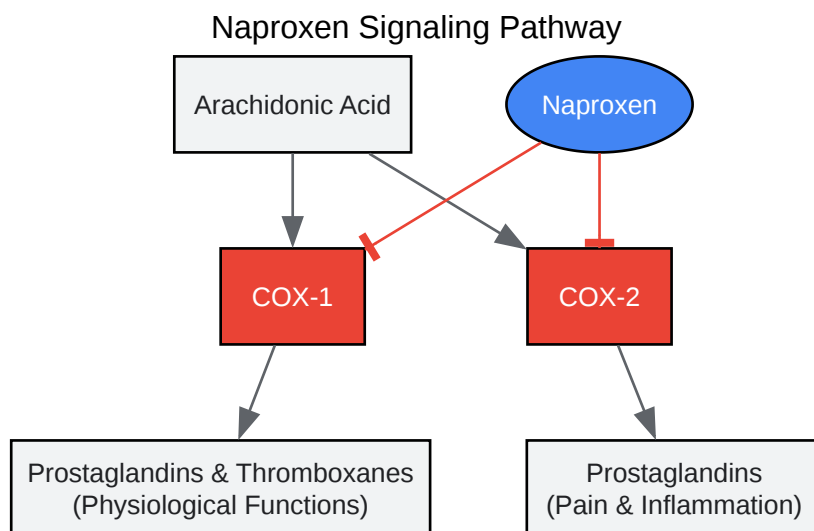 Naproxen Signaling Pathway
Arachidonic Acid
Naproxen
COX-1
COX-2
Prostaglandins & Thromboxanes
(Physiological Functions)
Prostaglandins
(Pain & Inflammation)